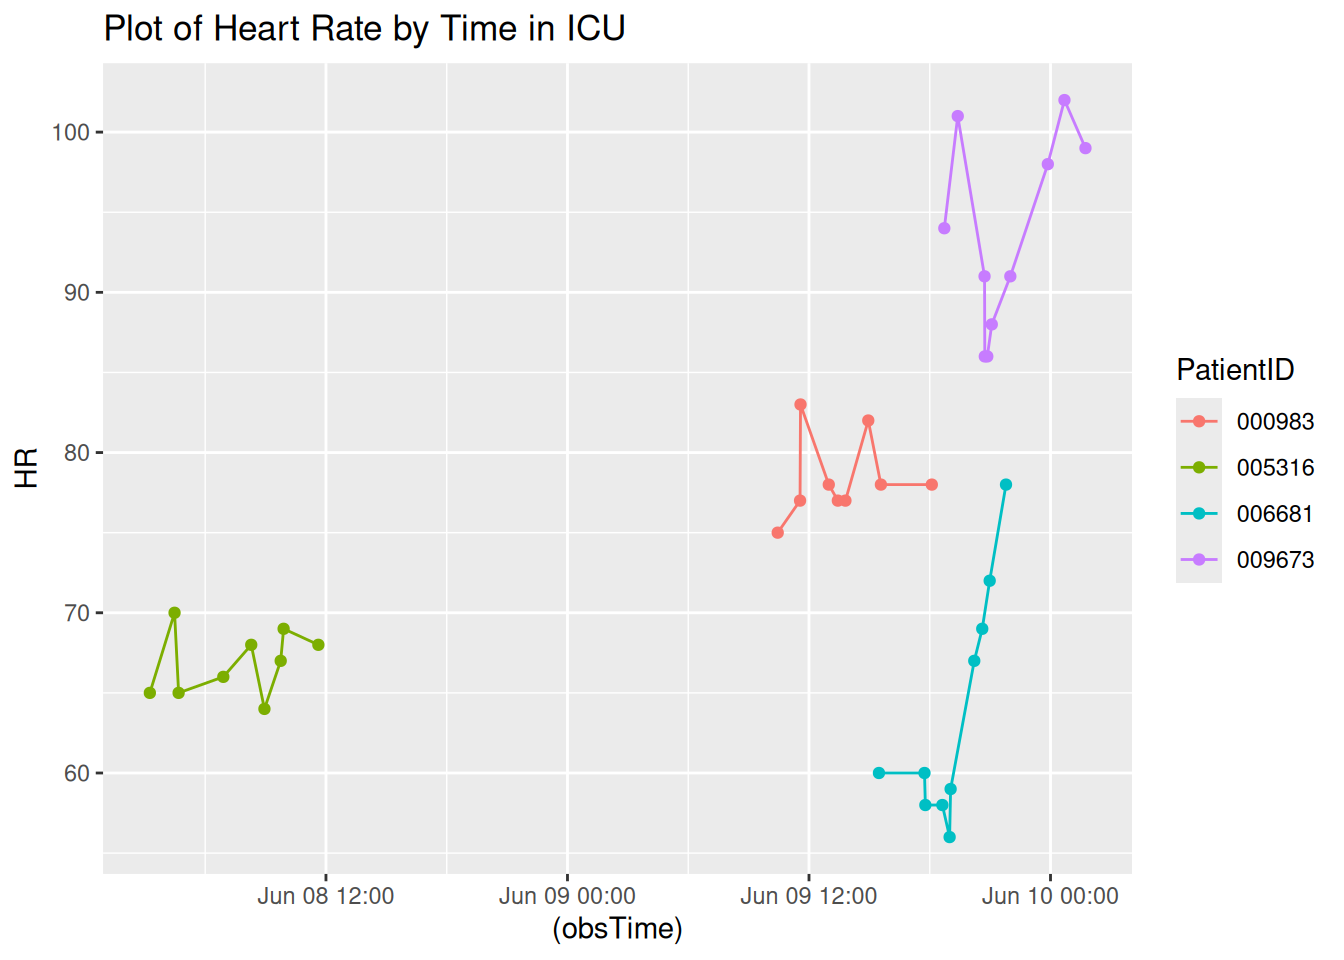 Plot of Heart Rate by Time in ICU
100
90
80
70
60
HR
Jun 08 12:00
Jun 09 00:00
Jun 09 12:00
Jun 10 00:00
(obsTime)
PatientID
000983
005316
006681
009673